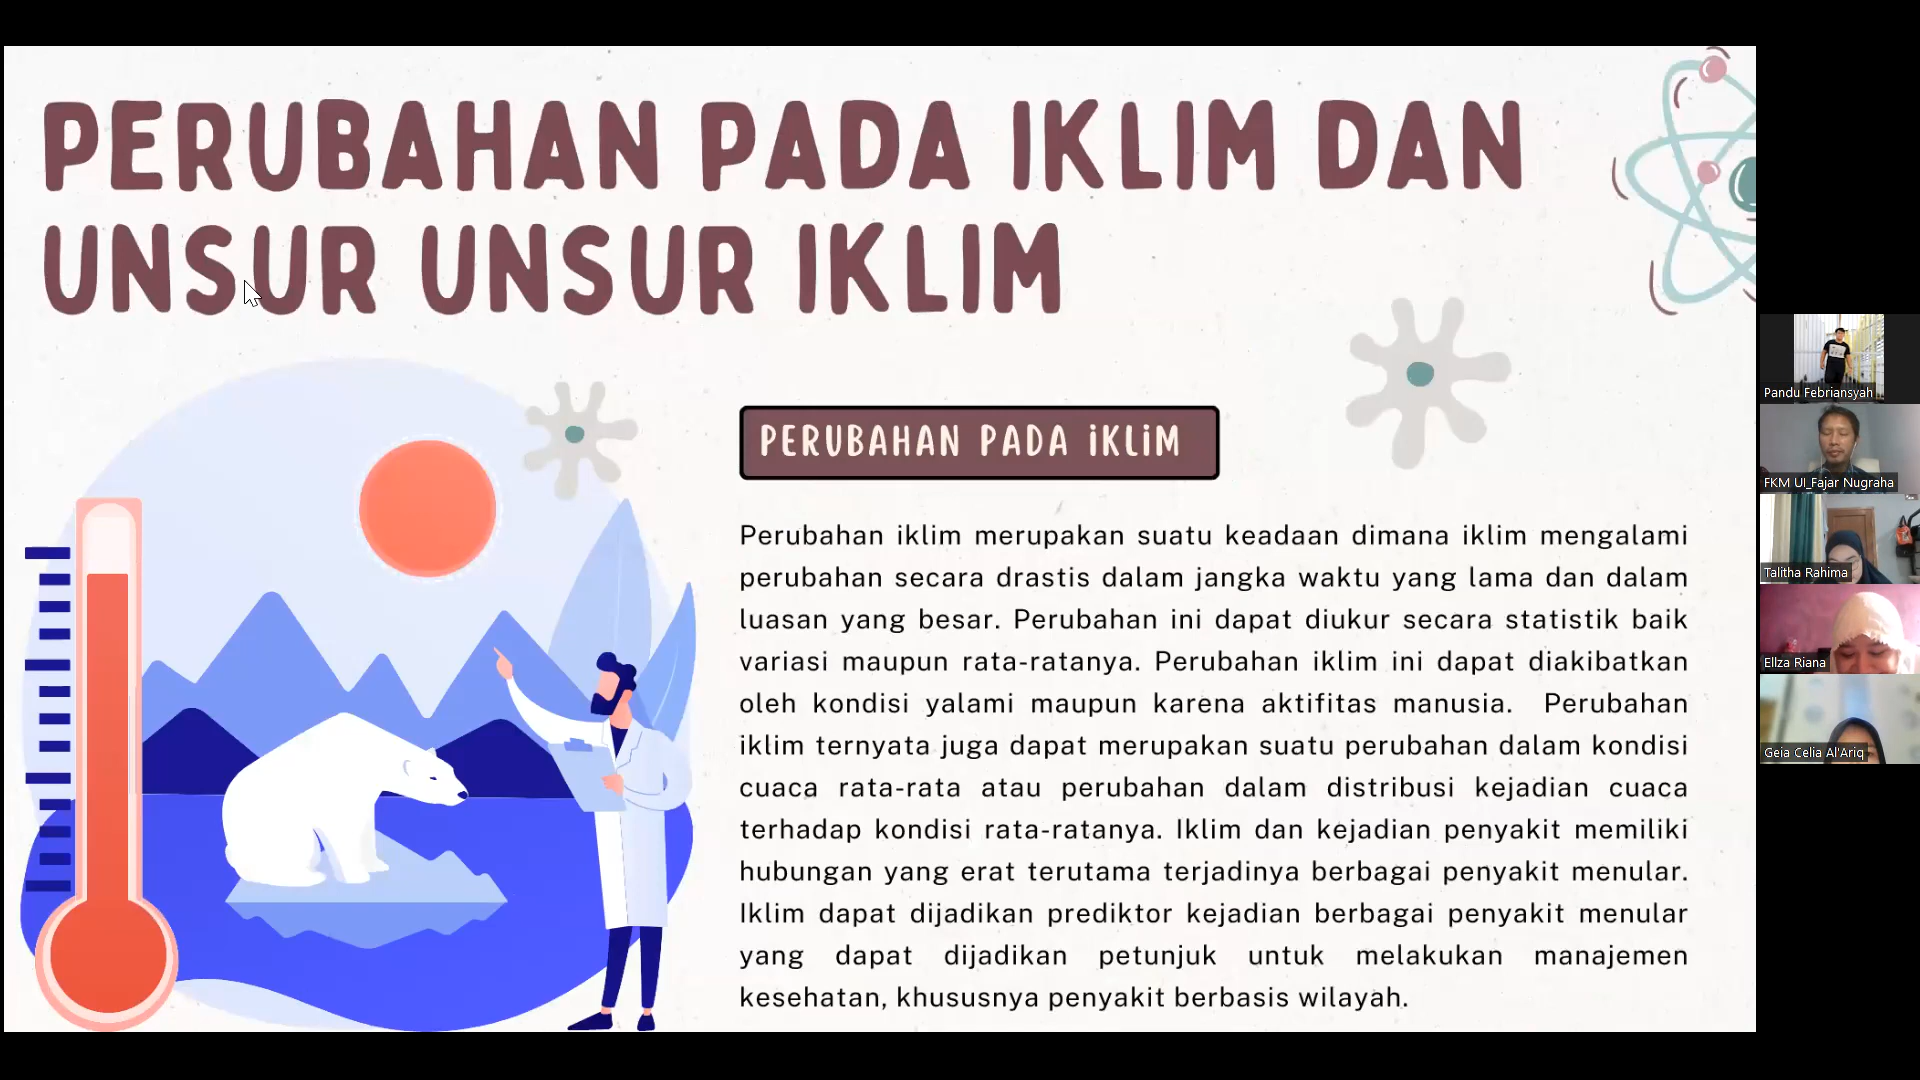 PERUBAHAN PADA IKLIM DAN
UNSUR UNSUR IKLIM
PERUBAHAN PADA iKLiM
Perubahan iklim merupakan suatu keadaan dimana iklim mengalami
perubahan secara drastis dalam jangka waktu yang lama dan dalam
luasan yang besar. Perubahan ini dapat diukur secara statistik baik
variasi maupun rata-ratanya. Perubahan iklim ini dapat diakibatkan
oleh kondisi yalami maupun karena aktifitas manusia. Perubahan
iklim ternyata juga dapat merupakan suatu perubahan dalam kondisi
cuaca rata-rata atau perubahan dalam distribusi kejadian cuaca
terhadap kondisi rata-ratanya. Iklim dan kejadian penyakit memiliki
hubungan yang erat terutama terjadinya berbagai penyakit menular.
Iklim dapat dijadikan prediktor kejadian berbagai penyakit menular
yang dapat dijadikan petunjuk untuk melakukan manajemen
kesehatan, khususnya penyakit berbasis wilayah.
Pandu Febriansyah
FKM UI_Fajar Nugraha
Talitha Rahima
Ellza Riana
Geia Celia Al'Ariq